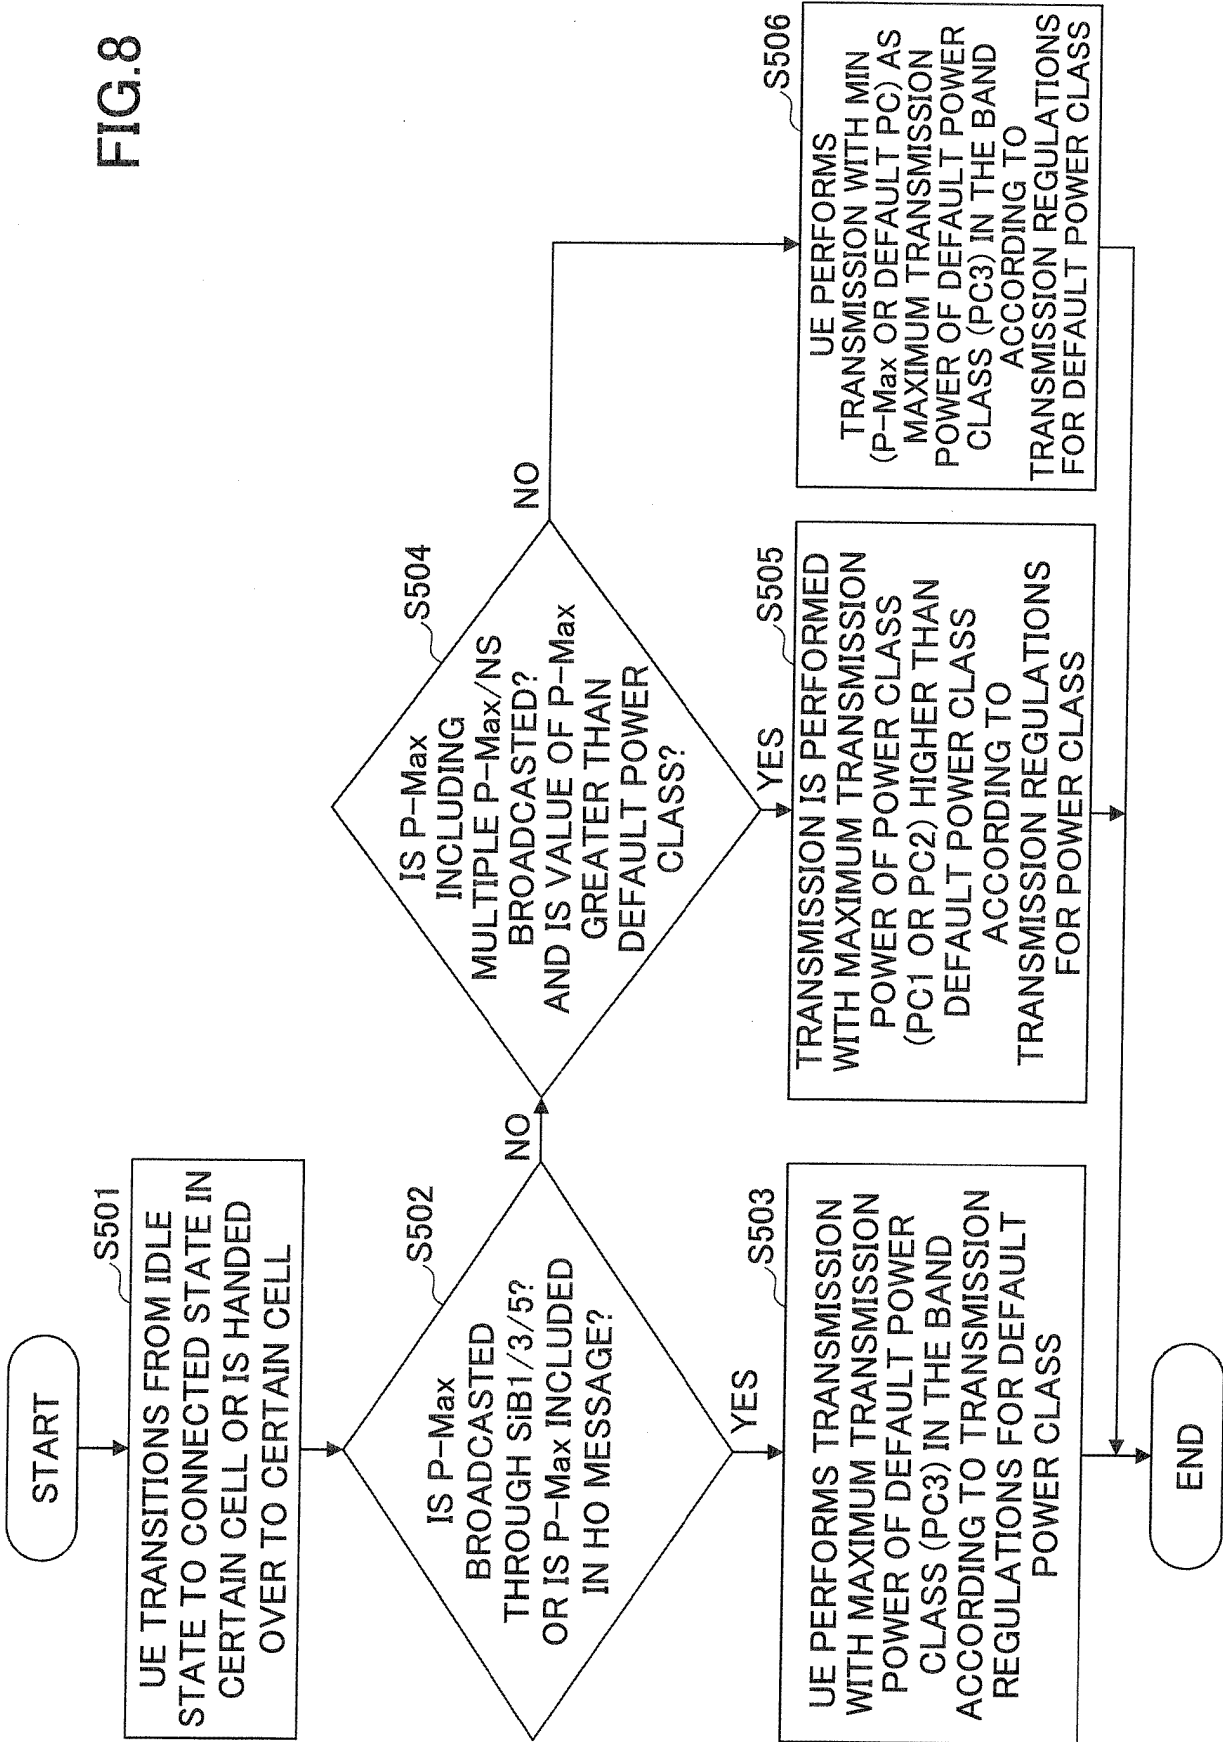 FIG.8
START
S501
UE TRANSITIONS FROM IDLE
STATE TO CONNECTED STATE IN
CERTAIN CELL OR IS HANDED
OVER TO CERTAIN CELL
S502
IS P-Max
BROADCASTED
THROUGH SiB1/3/5?
OR IS P-Max INCLUDED
IN HO MESSAGE?
NO
YES
S503
UE PERFORMS TRANSMISSION
WITH MAXIMUM TRANSMISSION
POWER OF DEFAULT POWER
CLASS (PC3) IN THE BAND
ACCORDING TO TRANSMISSION
REGULATIONS FOR DEFAULT
POWER CLASS
S504
IS P-Max
INCLUDING
MULTIPLE P-Max/NS
BROADCASTED?
AND IS VALUE OF P-Max
GREATER THAN
DEFAULT POWER
CLASS?
NO
YES
S505
TRANSMISSION IS PERFORMED
WITH MAXIMUM TRANSMISSION
POWER OF POWER CLASS
(PC1 OR PC2) HIGHER THAN
DEFAULT POWER CLASS
ACCORDING TO
TRANSMISSION REGULATIONS
FOR POWER CLASS
S506
UE PERFORMS
TRANSMISSION WITH MIN
(P-Max OR DEFAULT PC) AS
MAXIMUM TRANSMISSION
POWER OF DEFAULT POWER
CLASS (PC3) IN THE BAND
ACCORDING TO
TRANSMISSION REGULATIONS
FOR DEFAULT POWER CLASS
END